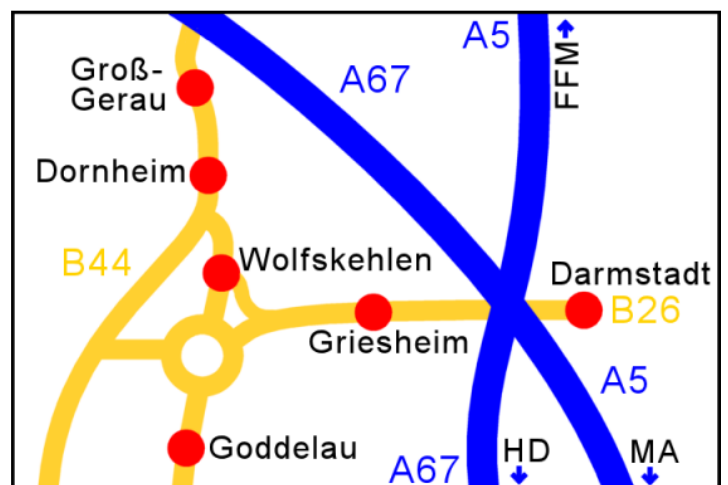 A5
FFM
A67
Groß-
Gerau
Dornheim
B44
Wolfskehlen
Darmstadt
B26
Griesheim
A5
Goddelau
A67
HD
MA